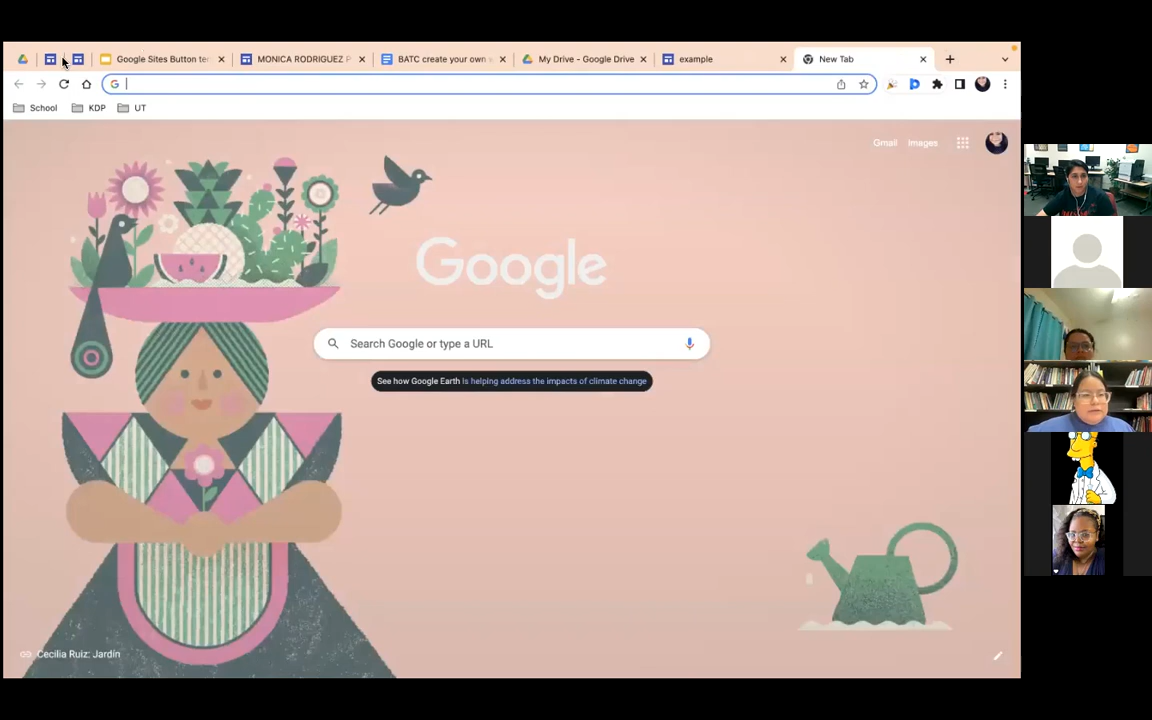 Google Sites Button ter
MONICA RODRIGUEZ P
BATC create your own
My Drive - Google Drive
example
New Tab
School
KDP
UT
Gmail
Images
Google
Search Google or type a URL
See how Google Earth is helping address the impacts of climate change
Cecilia Ruiz: Jardín